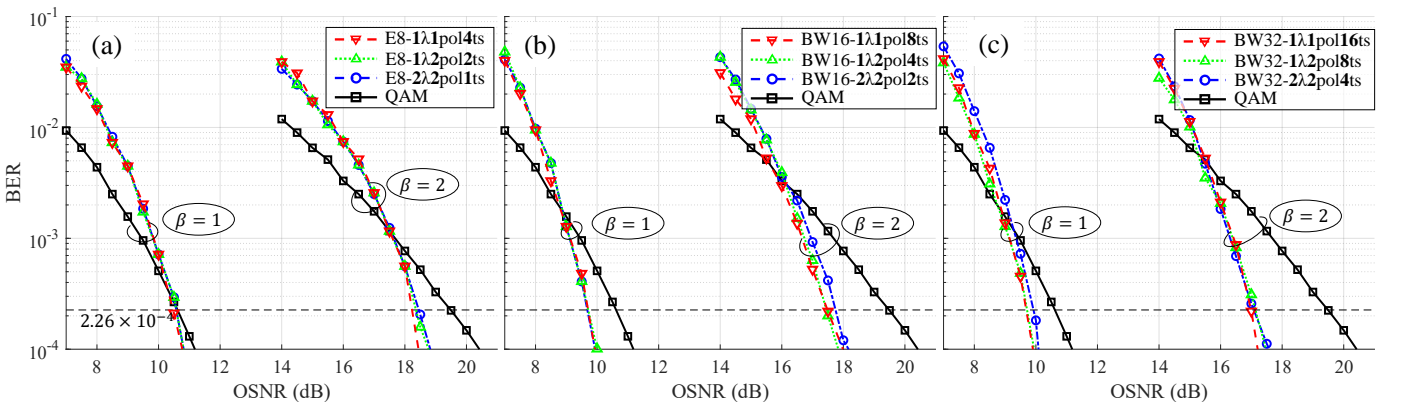 10^-1
10^-2
10^-3
10^-4
BER
(a)
E8-1λ1pol4ts
E8-1λ2pol2ts
E8-2λ2pol1ts
QAM
β = 2
β = 1
2.26 × 10^-4
8 10 12 14 16 18 20
OSNR (dB)
(b)
BW16-1λ1pol8ts
BW16-1λ2pol4ts
BW16-2λ2pol2ts
QAM
β = 1
β = 2
8 10 12 14 16 18 20
OSNR (dB)
(c)
BW32-1λ1pol16ts
BW32-1λ2pol8ts
BW32-2λ2pol4ts
QAM
β = 1
β = 2
8 10 12 14 16 18 20
OSNR (dB)